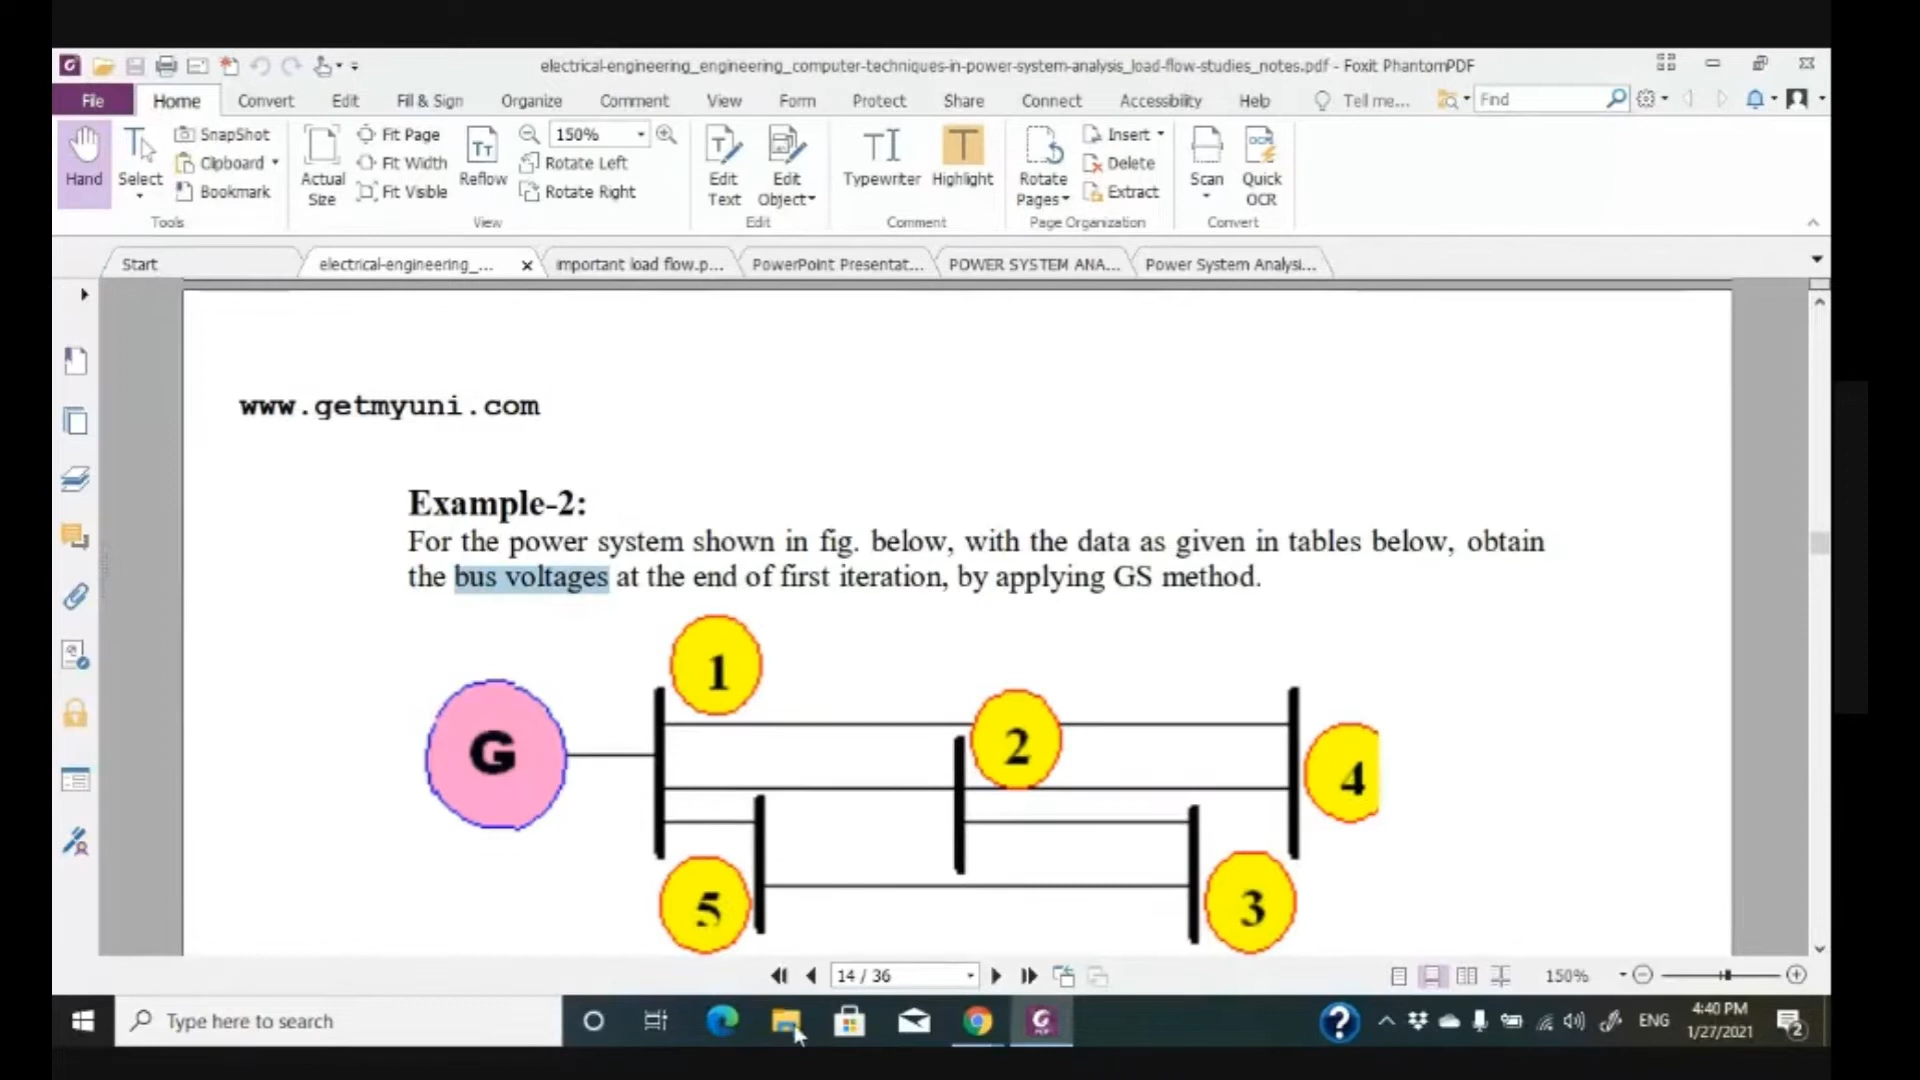 electrical-engineering_engineering_computer-techniques-in-power-system-analysis_load-flow-studies_notes.pdf - Foxit PhantomPDF
File Home Convert Edit Fill & Sign Organize Comment View Form Protect Share Connect Accessibility Help Tell me... Find
Hand
Select
SnapShot
Clipboard
Bookmark
Tools
Actual
Size
Fit Page
Fit Width
Fit Visible
Reflow
150%
Rotate Left
Rotate Right
View
Edit
Text
Edit
Object
Edit
Typewriter
Highlight
Comment
Rotate
Pages
Insert
Delete
Extract
Page Organization
Scan
Quick
OCR
Convert
Start
electrical-engineering_...
important load flow.p...
PowerPoint Presentat...
POWER SYSTEM ANA...
Power System Analysi...
www.getmyuni.com
Example-2:
For the power system shown in fig. below, with the data as given in tables below, obtain
the bus voltages at the end of first iteration, by applying GS method.
1
G
2
4
5
3
14 / 36
150%
Type here to search
ENG
4:40 PM
1/27/2021
2